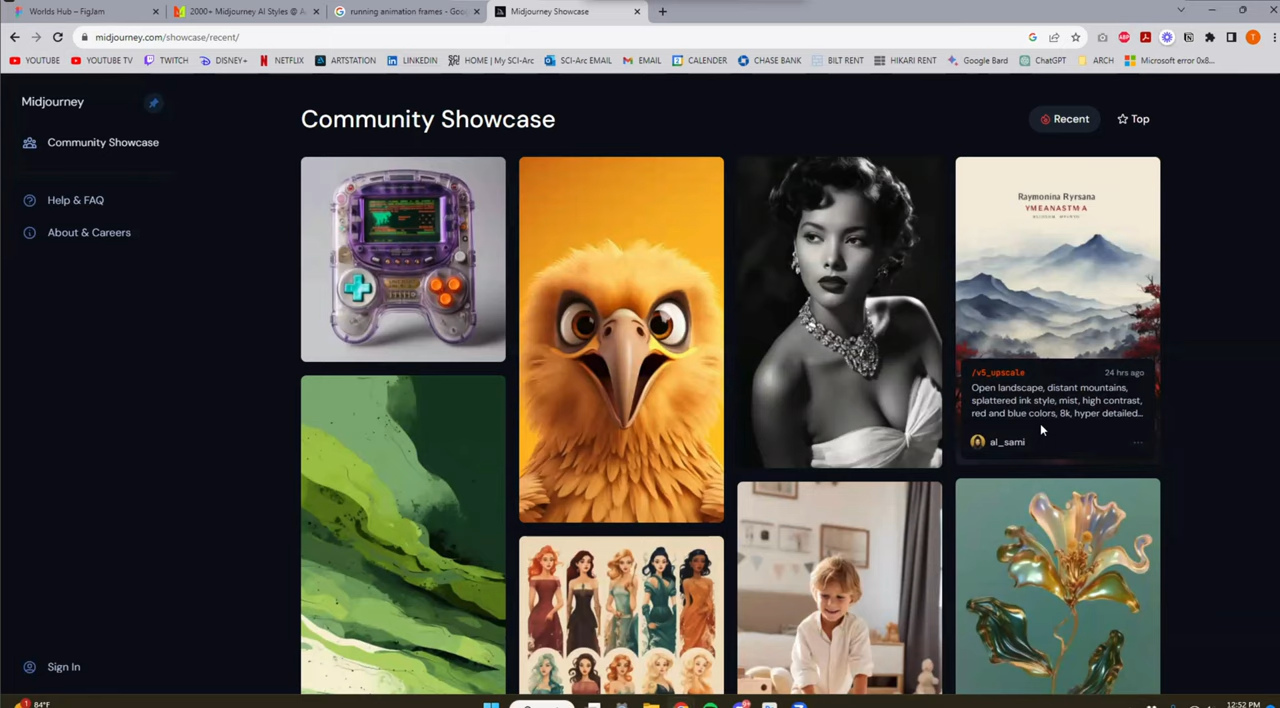 Worlds Hub – FigJam
2000+ Midjourney AI Styles @ A
running animation frames - Goo
Midjourney Showcase
midjourney.com/showcase/recent/
YOUTUBE
YOUTUBE TV
TWITCH
DISNEY+
NETFLIX
ARTSTATION
LINKEDIN
HOME | My SCI-Arc
SCI-Arc EMAIL
EMAIL
CALENDER
CHASE BANK
BILT RENT
HIKARI RENT
Google Bard
ChatGPT
ARCH
Microsoft error 0x8...
Midjourney
Community Showcase
Help & FAQ
About & Careers
Sign In
Community Showcase
Recent
Top
Raymonina Ryrsana
YMEANASTMA
/v5_upscale
24 hrs ago
Open landscape, distant mountains,
splattered ink style, mist, high contrast,
red and blue colors, 8k, hyper detailed...
al_sami
84°F
12:52 PM